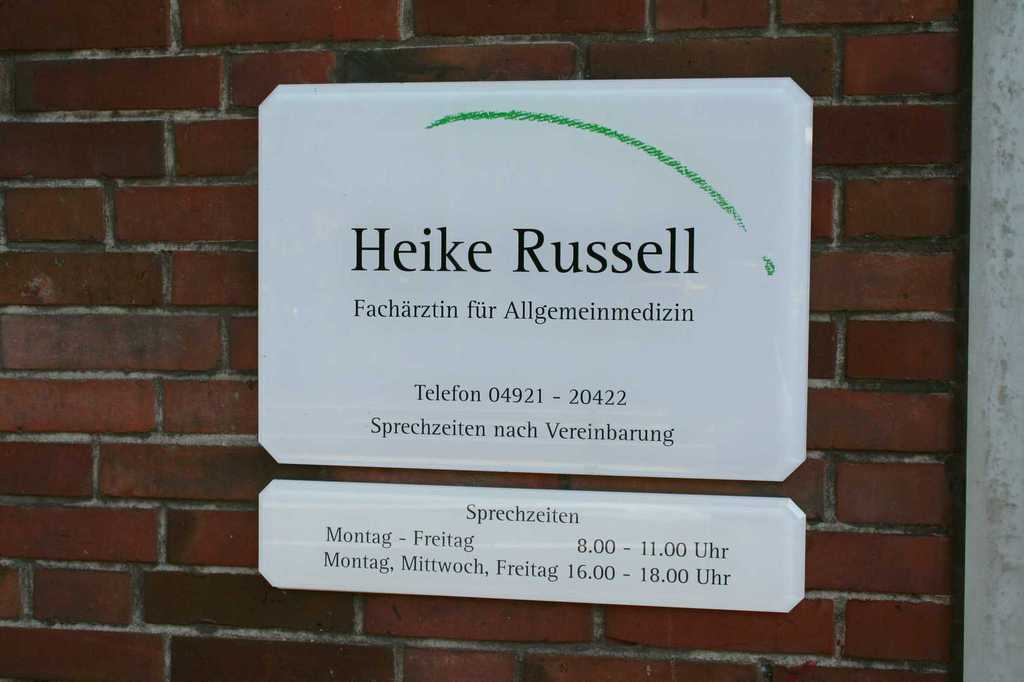 Heike Russell
Fachärztin für Allgemeinmedizin
Telefon 04921 - 20422
Sprechzeiten nach Vereinbarung
Sprechzeiten
Montag - Freitag 8.00 - 11.00 Uhr
Montag, Mittwoch, Freitag 16.00 - 18.00 Uhr